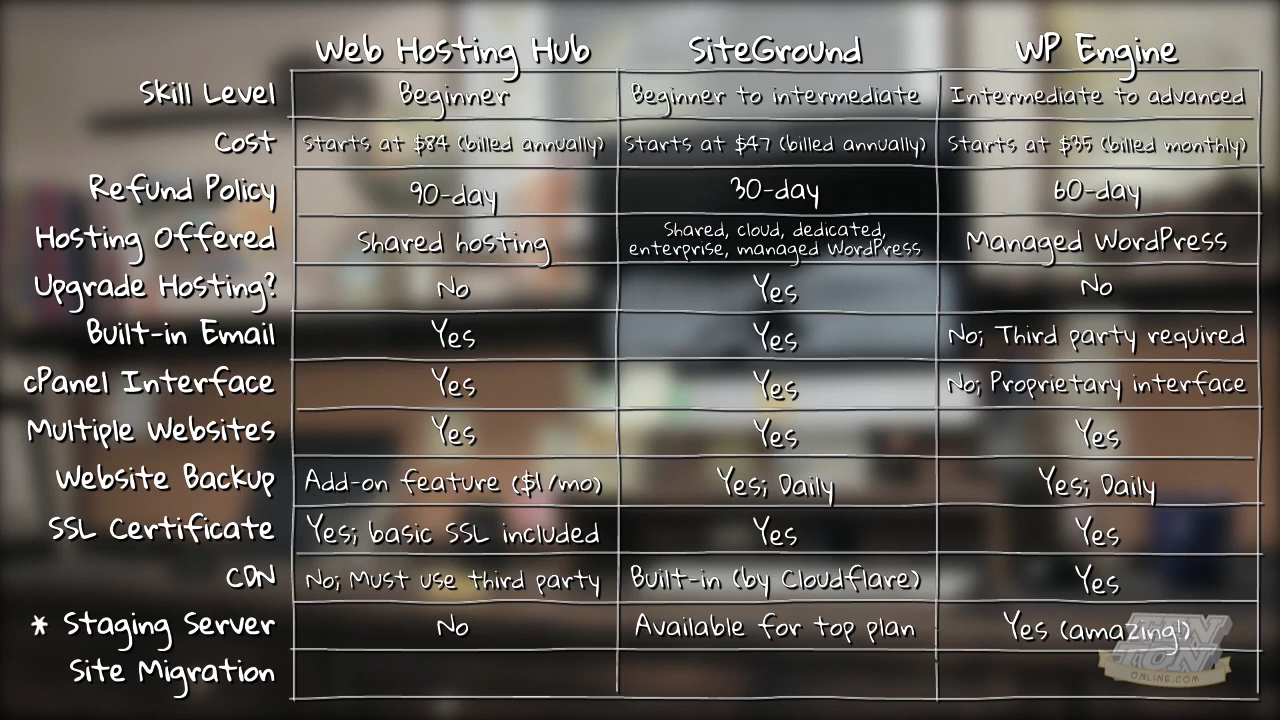 Web Hosting Hub SiteGround WP Engine
Skill Level Beginner Beginner to intermediate Intermediate to advanced
Cost Starts at $84 (billed annually) Starts at $47 (billed annually) Starts at $35 (billed monthly)
Refund Policy 90-day 30-day 60-day
Hosting Offered Shared hosting Shared, cloud, dedicated, enterprise, managed WordPress Managed WordPress
Upgrade Hosting? No Yes No
Built-in Email Yes Yes No; Third party required
cPanel Interface Yes Yes No; Proprietary interface
Multiple Websites Yes Yes Yes
Website Backup Add-on feature ($1/mo) Yes; Daily Yes; Daily
SSL Certificate Yes; basic SSL included Yes Yes
CDN No; Must use third party Built-in (by Cloudflare) Yes
* Staging Server No Available for top plan Yes (amazing!)
Site Migration
TON
ONLINE.COM